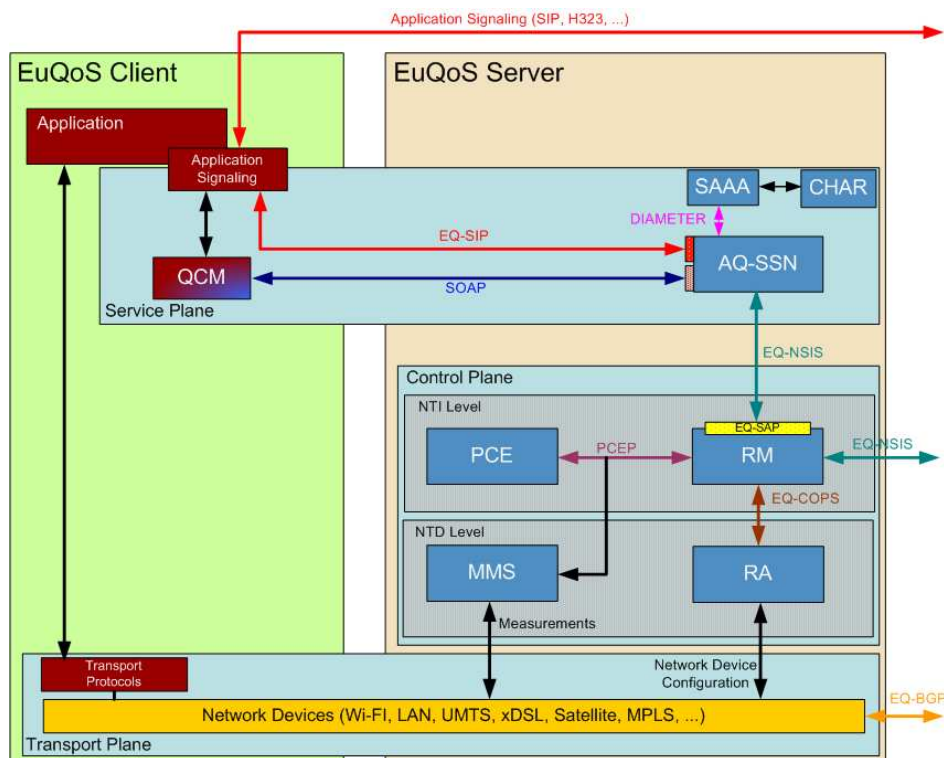 Application Signaling (SIP, H323, ...)
EuQoS Client
EuQoS Server
Application
Application
Signaling
SAAA
CHAR
DIAMETER
EQ-SIP
AQ-SSN
QCM
SOAP
Service Plane
EQ-NSIS
Control Plane
NTI Level
EQ-SAP
PCE
PCEP
RM
EQ-NSIS
EQ-COPS
NTD Level
MMS
RA
Measurements
Transport
Protocols
Network Device
Configuration
Network Devices (Wi-FI, LAN, UMTS, xDSL, Satellite, MPLS, ...)
EQ-BGP
Transport Plane